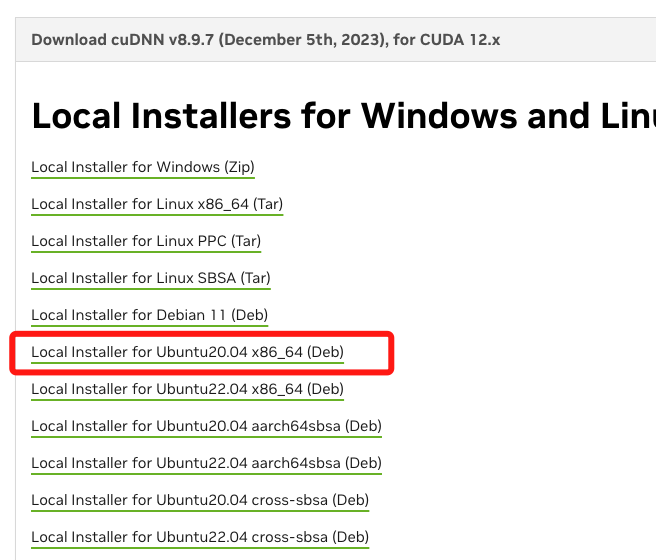 Download cuDNN v8.9.7 (December 5th, 2023), for CUDA 12.x
Local Installers for Windows and
Local Installer for Windows (Zip)
Local Installer for Linux x86_64 (Tar)
Local Installer for Linux PPC (Tar)
Local Installer for Linux SBSA (Tar)
Local Installer for Debian 11 (Deb)
Local Installer for Ubuntu20.04 x86_64 (Deb)
Local Installer for Ubuntu22.04 x86_64 (Deb)
Local Installer for Ubuntu20.04 aarch64sbsa (Deb)
Local Installer for Ubuntu22.04 aarch64sbsa (Deb)
Local Installer for Ubuntu20.04 cross-sbsa (Deb)
Local Installer for Ubuntu22.04 cross-sbsa (Deb)